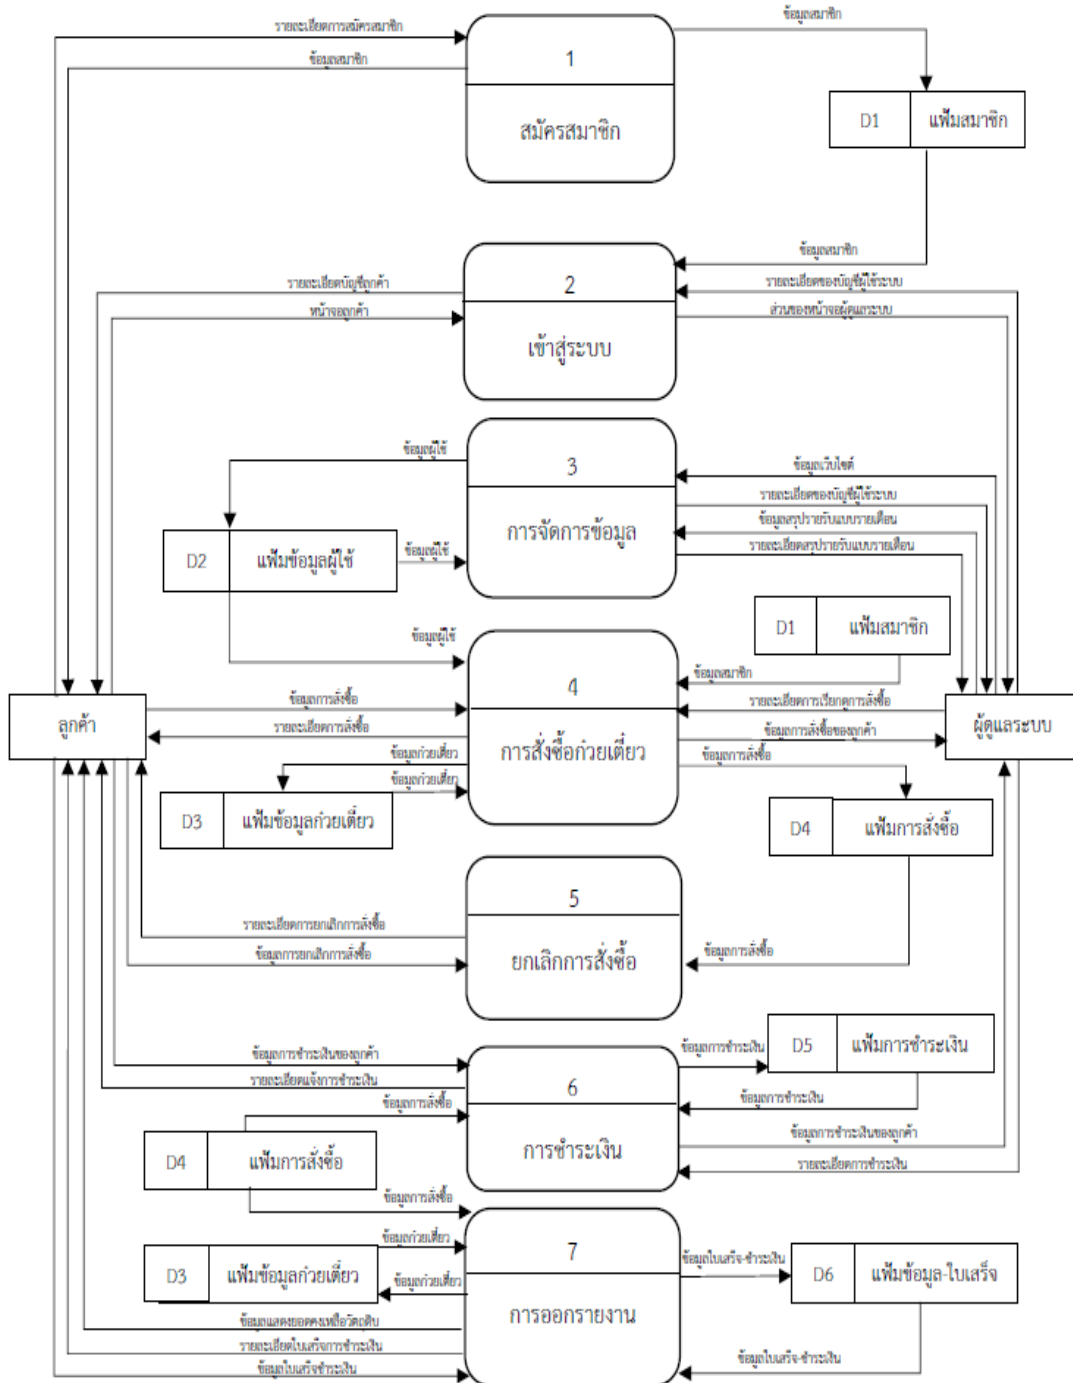 รายละเอียดการสมัครสมาชิก
ข้อมูลสมาชิก
ข้อมูลสมาชิก
1
สมัครสมาชิก
D1 แฟ้มสมาชิก
ข้อมูลสมาชิก
รายละเอียดบัญชีลูกค้า
หน้าจอลูกค้า
2
เข้าสู่ระบบ
รายละเอียดของบัญชีผู้ใช้ระบบ
ส่วนของหน้าจอผู้ดูแลระบบ
ข้อมูลผู้ใช้
3
การจัดการข้อมูล
ข้อมูลเว็บไซต์
รายละเอียดของบัญชีผู้ใช้ระบบ
ข้อมูลสรุปรายรับแบบรายเดือน
รายละเอียดสรุปรายรับแบบรายเดือน
D2 แฟ้มข้อมูลผู้ใช้
ข้อมูลผู้ใช้
ข้อมูลผู้ใช้
D1 แฟ้มสมาชิก
ข้อมูลสมาชิก
4
การสั่งซื้อก๋วยเตี่ยว
ลูกค้า
ข้อมูลการสั่งซื้อ
รายละเอียดการสั่งซื้อ
ข้อมูลก๋วยเตี่ยว
ข้อมูลก๋วยเตี่ยว
รายละเอียดการเรียกดูการสั่งซื้อ
ข้อมูลการสั่งซื้อของลูกค้า
ข้อมูลการสั่งซื้อ
ผู้ดูแลระบบ
D3 แฟ้มข้อมูลก๋วยเตี่ยว
D4 แฟ้มการสั่งซื้อ
5
ยกเลิกการสั่งซื้อ
รายละเอียดการยกเลิกการสั่งซื้อ
ข้อมูลการยกเลิกการสั่งซื้อ
ข้อมูลการสั่งซื้อ
ข้อมูลการชำระเงินของลูกค้า
รายละเอียดแจ้งการชำระเงิน
ข้อมูลการสั่งซื้อ
6
การชำระเงิน
ข้อมูลการชำระเงิน
D5 แฟ้มการชำระเงิน
ข้อมูลการชำระเงิน
ข้อมูลการชำระเงินของลูกค้า
รายละเอียดการชำระเงิน
D4 แฟ้มการสั่งซื้อ
ข้อมูลการสั่งซื้อ
ข้อมูลก๋วยเตี่ยว
D3 แฟ้มข้อมูลก๋วยเตี่ยว
ข้อมูลก๋วยเตี่ยว
7
การออกรายงาน
ข้อมูลใบเสร็จ-ชำระเงิน
D6 แฟ้มข้อมูล-ใบเสร็จ
ข้อมูลแสดงยอดคงเหลือวัตถุดิบ
รายละเอียดใบเสร็จการชำระเงิน
ข้อมูลใบเสร็จชำระเงิน
ข้อมูลใบเสร็จ-ชำระเงิน